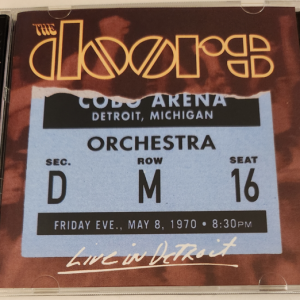 THE
doors
COBO ARENA
DETROIT, MICHIGAN
ORCHESTRA
SEC. ROW SEAT
D M 16
FRIDAY EVE., MAY 8, 1970 • 8:30PM
Live in Detroit